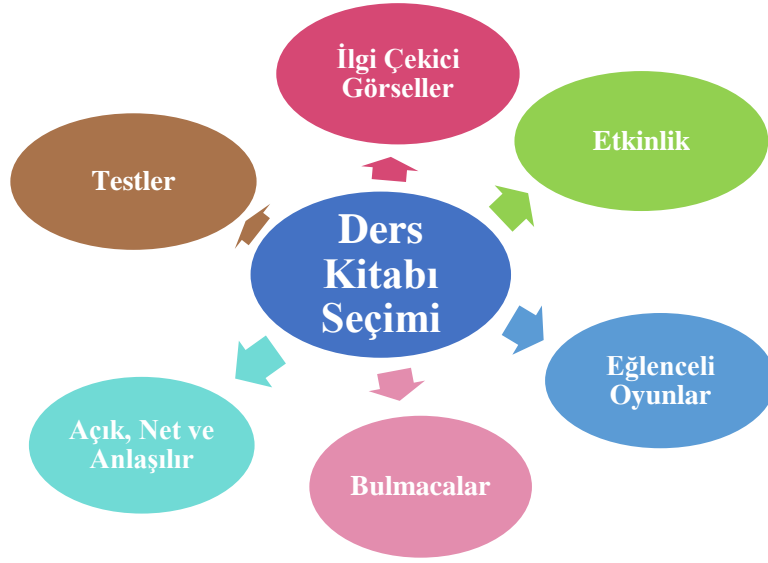 İlgi Çekici
Görseller
Etkinlik
Testler
Ders
Kitabı
Seçimi
Eğlenceli
Oyunlar
Açık, Net ve
Anlaşılır
Bulmacalar